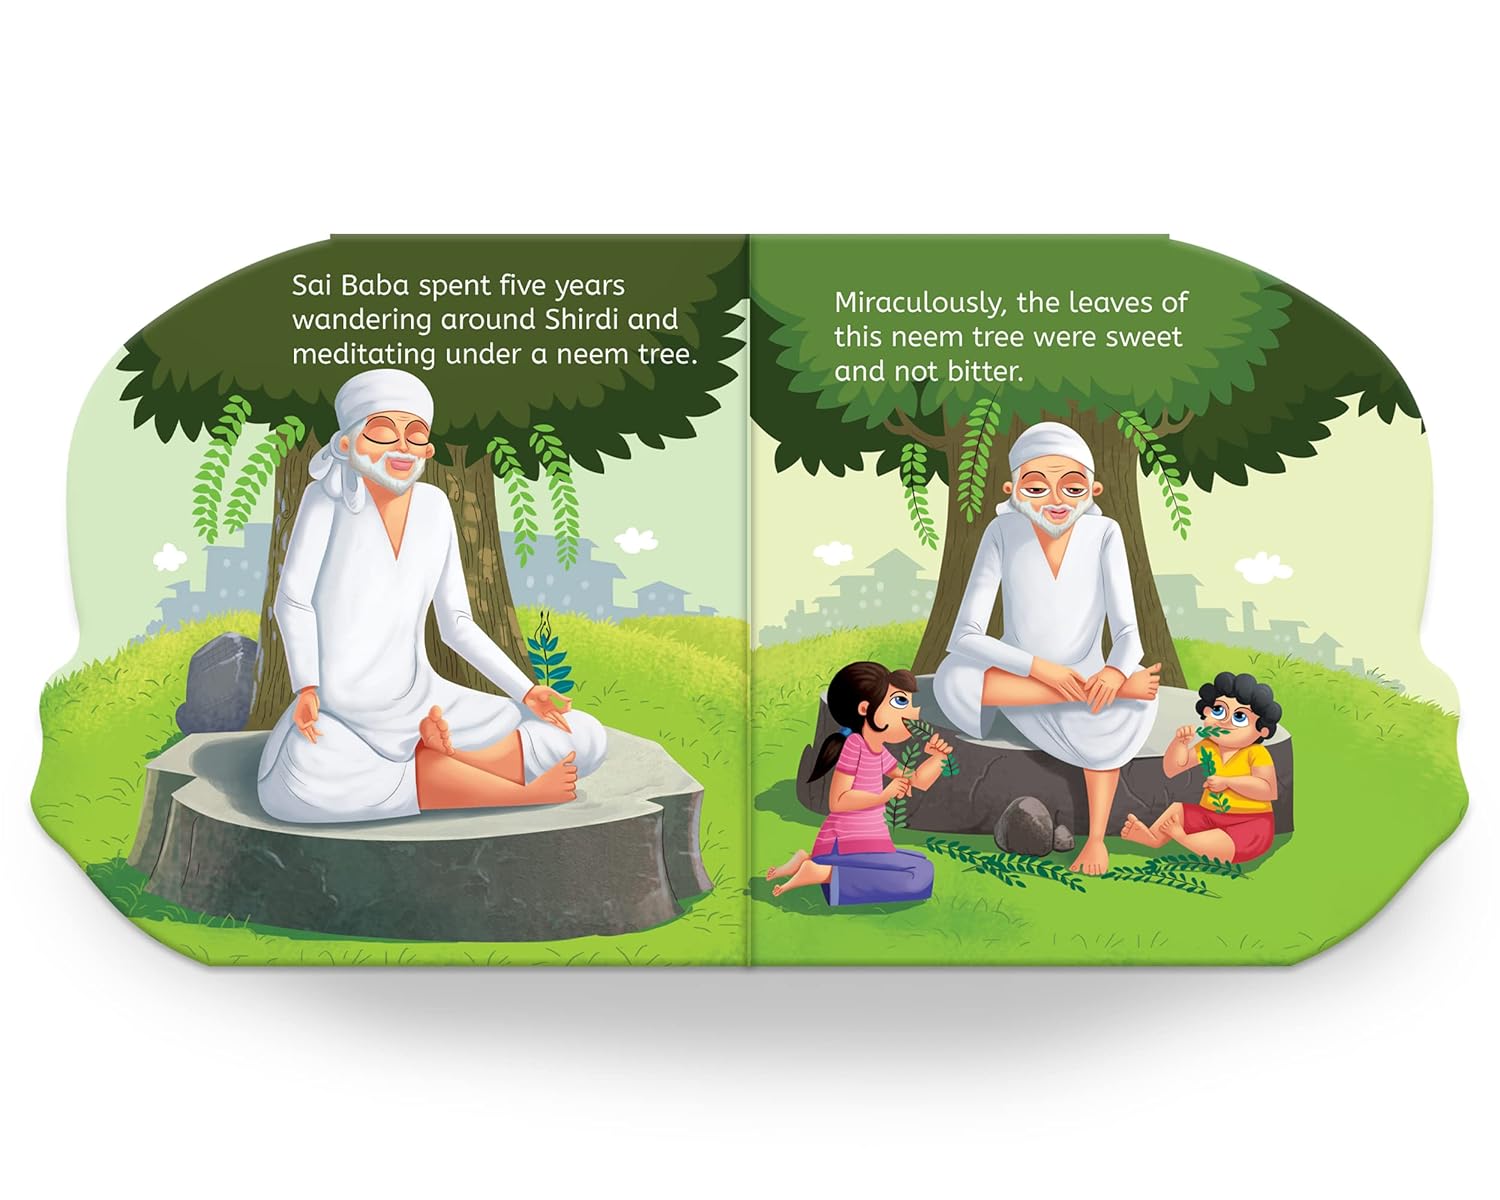 Sai Baba spent five years
wandering around Shirdi and
meditating under a neem tree.
Miraculously, the leaves of
this neem tree were sweet
and not bitter.